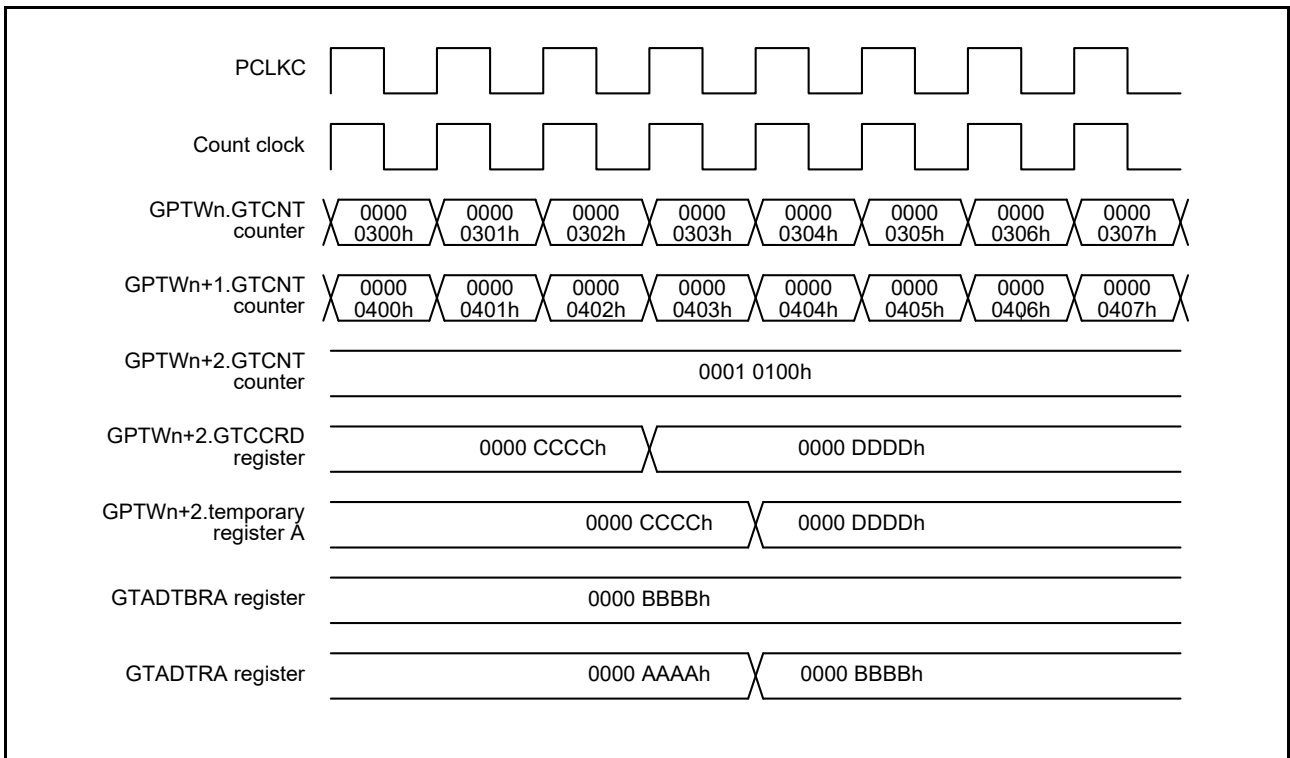 PCLKC
Count clock
GPTWn.GTCNT
counter
0000 0000 0000 0000 0000 0000 0000 0000
0300h 0301h 0302h 0303h 0304h 0305h 0306h 0307h
GPTWn+1.GTCNT
counter
0000 0000 0000 0000 0000 0000 0000 0000
0400h 0401h 0402h 0403h 0404h 0405h 0406h 0407h
GPTWn+2.GTCNT
counter
0001 0100h
GPTWn+2.GTCCRD
register
0000 CCCCh 0000 DDDDh
GPTWn+2.temporary
register A
0000 CCCCh 0000 DDDDh
GTADTBRA register
0000 BBBBh
GTADTRA register
0000 AAAAh 0000 BBBBh